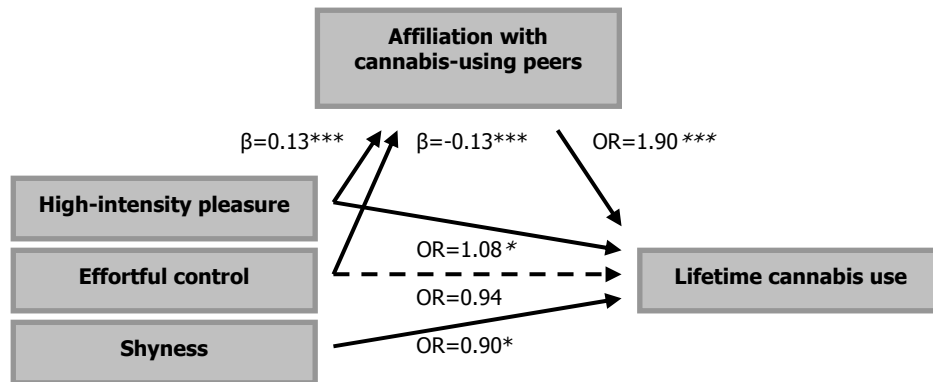 Affiliation with
cannabis-using peers
β=0.13***
β=-0.13***
OR=1.90***
High-intensity pleasure
OR=1.08*
Effortful control
Lifetime cannabis use
OR=0.94
Shyness
OR=0.90*